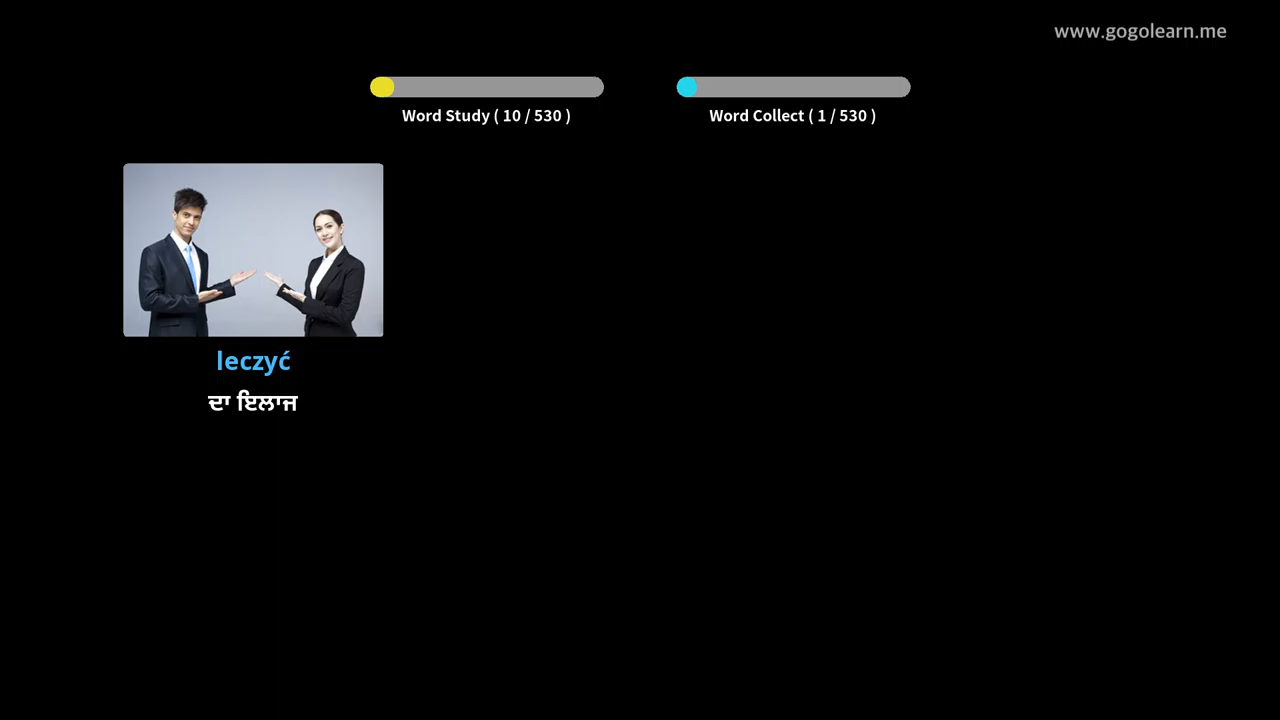 www.gogolearn.me
Word Study ( 10 / 530 )
Word Collect ( 1 / 530 )
leczyć
ਦਾ ਇਲਾਜ